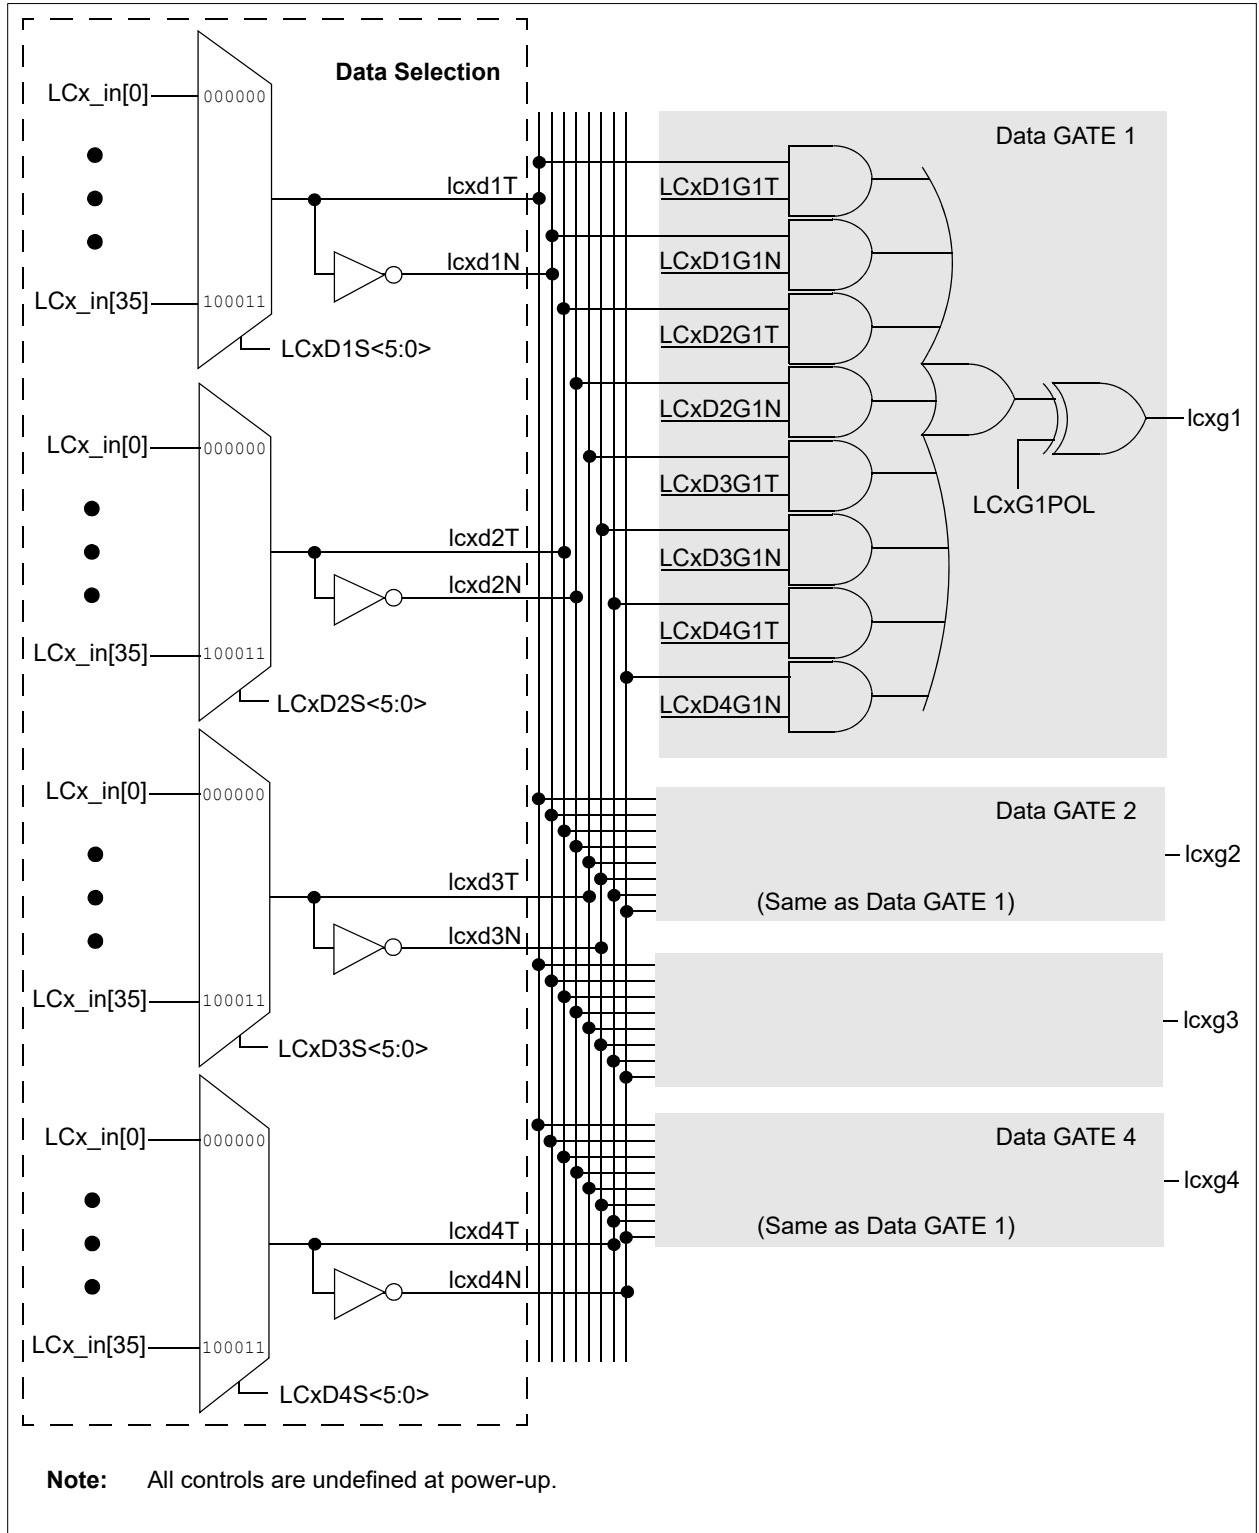 Data Selection
LCx_in[0]
000000
LCx_in[35]
100011
LCxD1S<5:0>
lcxd1T
lcxd1N
LCx_in[0]
000000
LCx_in[35]
100011
LCxD2S<5:0>
lcxd2T
lcxd2N
LCx_in[0]
000000
LCx_in[35]
100011
LCxD3S<5:0>
lcxd3T
lcxd3N
LCx_in[0]
000000
LCx_in[35]
100011
LCxD4S<5:0>
lcxd4T
lcxd4N
Data GATE 1
LCxD1G1T
LCxD1G1N
LCxD2G1T
LCxD2G1N
LCxD3G1T
LCxD3G1N
LCxD4G1T
LCxD4G1N
LCxG1POL
lcxg1
Data GATE 2
(Same as Data GATE 1)
lcxg2
lcxg3
Data GATE 4
(Same as Data GATE 1)
lcxg4
Note: All controls are undefined at power-up.